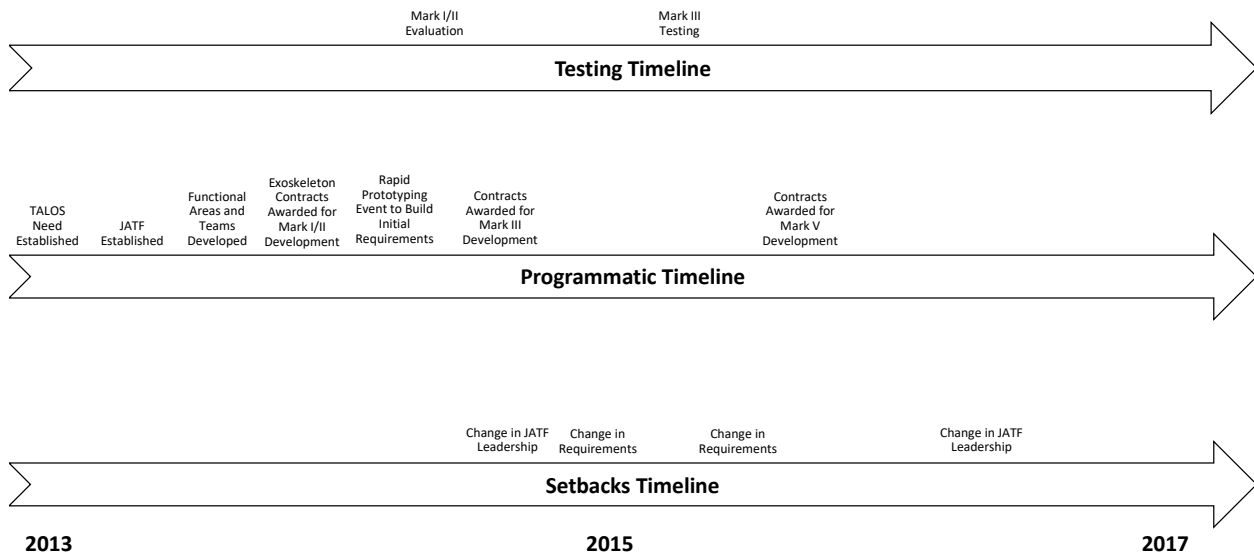 Mark I/II
Evaluation
Mark III
Testing
Testing Timeline
TALOS
Need
Established
JATF
Established
Functional
Areas and
Teams
Developed
Exoskeleton
Contracts
Awarded for
Mark I/II
Development
Rapid
Prototyping
Event to Build
Initial
Requirements
Contracts
Awarded for
Mark III
Development
Contracts
Awarded for
Mark V
Development
Programmatic Timeline
Change in JATF
Leadership
Change in
Requirements
Change in
Requirements
Change in JATF
Leadership
Setbacks Timeline
2013
2015
2017